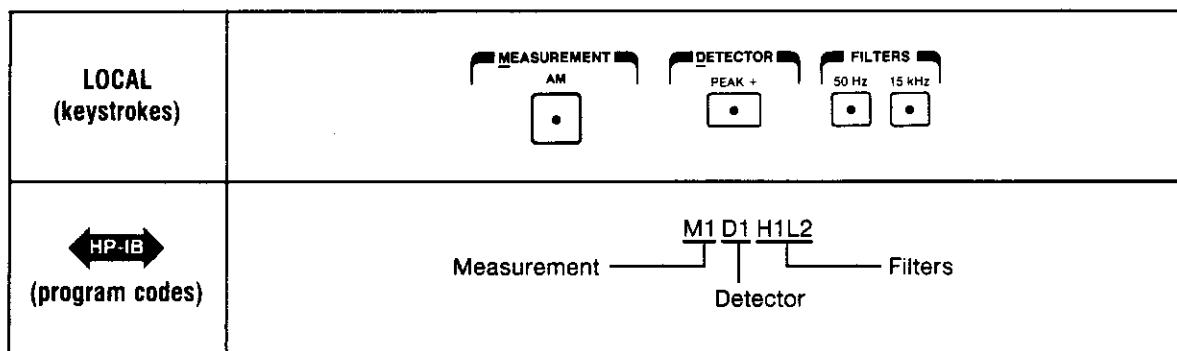 LOCAL
(keystrokes)
MEASUREMENT
AM
DETECTOR
PEAK +
FILTERS
50 Hz 15 kHz
HP-IB
(program codes)
M1 D1 H1L2
Measurement
Filters
Detector